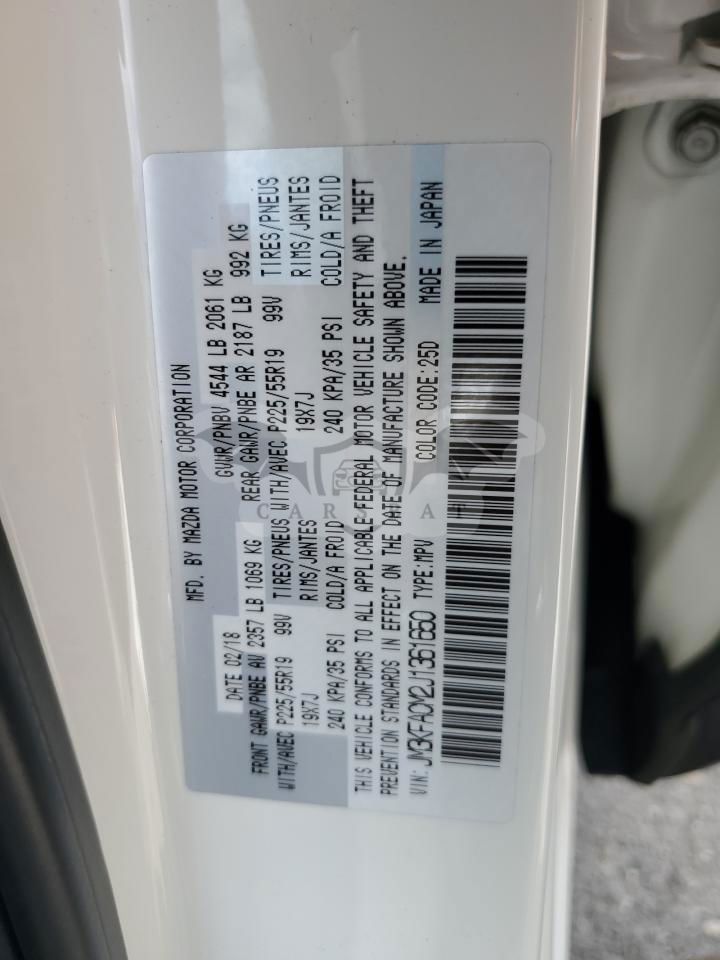 MFD. BY MAZDA MOTOR CORPORATION
DATE 02/18 GVWR/PNBV 4544 LB 2061 KG
FRONT GAWR/PNBE AV 2357 LB 1069 KG REAR GAWR/PNBE AR 2187 LB 992 KG
WITH/AVEC P225/55R19 99V TIRES/PNEUS WITH/AVEC P225/55R19 99V TIRES/PNEUS
19X7J RIMS/JANTES 19X7J RIMS/JANTES
240 KPA/35 PSI COLD/A FROID 240 KPA/35 PSI COLD/A FROID
THIS VEHICLE CONFORMS TO ALL APPLICABLE FEDERAL MOTOR VEHICLE SAFETY AND THEFT
PREVENTION STANDARDS IN EFFECT ON THE DATE OF MANUFACTURE SHOWN ABOVE.
VIN: JM3KFACM2J1361650 TYPE:MPV COLOR CODE:25D MADE IN JAPAN
CARSBAT